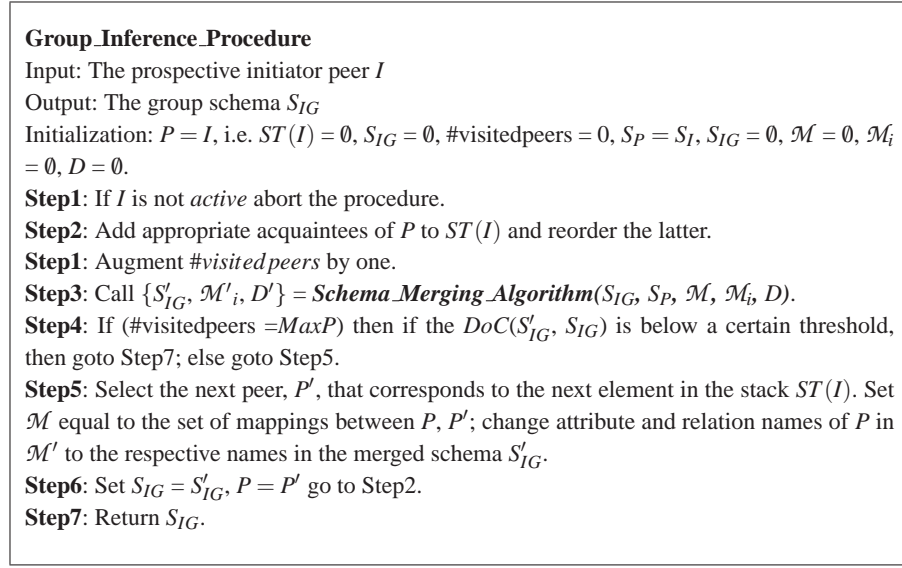 Group_Inference_Procedure
Input: The prospective initiator peer I
Output: The group schema S_IG
Initialization: P = I, i.e. ST(I) = ∅, S_IG = ∅, #visitedpeers = 0, S_P = S_I, S_IG = ∅, ℳ = ∅, ℳ_i
= ∅, D = ∅.
Step1: If I is not active abort the procedure.
Step2: Add appropriate acquaintees of P to ST(I) and reorder the latter.
Step1: Augment #visitedpeers by one.
Step3: Call {S′_IG, ℳ′_i, D′} = Schema_Merging_Algorithm(S_IG, S_P, ℳ, ℳ_i, D).
Step4: If (#visitedpeers =MaxP) then if the DoC(S′_IG, S_IG) is below a certain threshold,
then goto Step7; else goto Step5.
Step5: Select the next peer, P′, that corresponds to the next element in the stack ST(I). Set
ℳ equal to the set of mappings between P, P′; change attribute and relation names of P in
ℳ′ to the respective names in the merged schema S′_IG.
Step6: Set S_IG = S′_IG, P = P′ go to Step2.
Step7: Return S_IG.